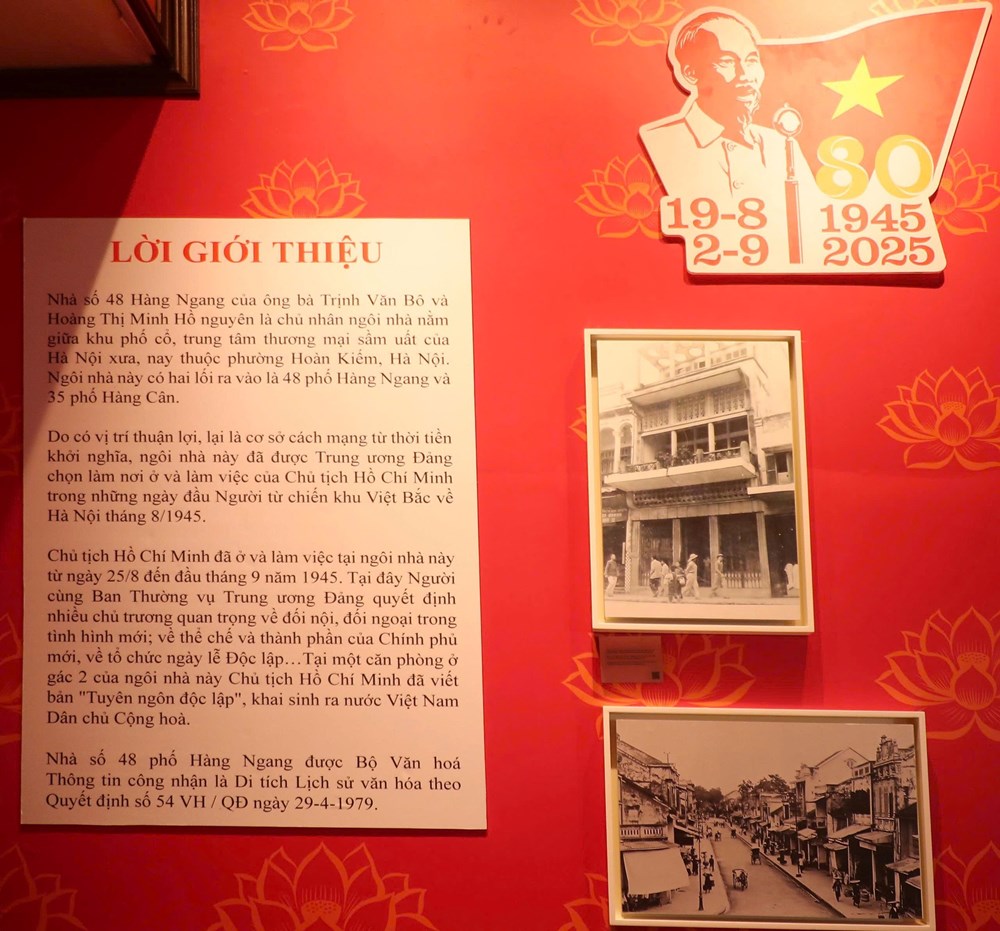 LỜI GIỚI THIỆU
Nhà số 48 Hàng Ngang của ông bà Trịnh Văn Bô và
Hoàng Thị Minh Hồ nguyên là chủ nhân ngôi nhà nằm
giữa khu phố cổ, trung tâm thương mại sầm uất của
Hà Nội xưa, nay thuộc phường Hoàn Kiếm, Hà Nội.
Ngôi nhà này có hai lối ra vào là 48 phố Hàng Ngang và
35 phố Hàng Cân.
Do có vị trí thuận lợi, lại là cơ sở cách mạng từ thời tiền
khởi nghĩa, ngôi nhà này đã được Trung ương Đảng
chọn làm nơi ở và làm việc của Chủ tịch Hồ Chí Minh
trong những ngày đầu Người từ chiến khu Việt Bắc về
Hà Nội tháng 8/1945.
Chủ tịch Hồ Chí Minh đã ở và làm việc tại ngôi nhà này
từ ngày 25/8 đến đầu tháng 9 năm 1945. Tại đây Người
cùng Ban Thường vụ Trung ương Đảng quyết định
nhiều chủ trương quan trọng về đối nội, đối ngoại trong
tình hình mới; về thể chế và thành phần của Chính phủ
mới, về tổ chức ngày lễ Độc lập…Tại một căn phòng ở
gác 2 của ngôi nhà này Chủ tịch Hồ Chí Minh đã viết
bản "Tuyên ngôn độc lập", khai sinh ra nước Việt Nam
Dân chủ Cộng hoà.
Nhà số 48 phố Hàng Ngang được Bộ Văn hoá
Thông tin công nhận là Di tích Lịch sử văn hóa theo
Quyết định số 54 VH / QĐ ngày 29-4-1979.
80
19-8 1945
2-9 2025